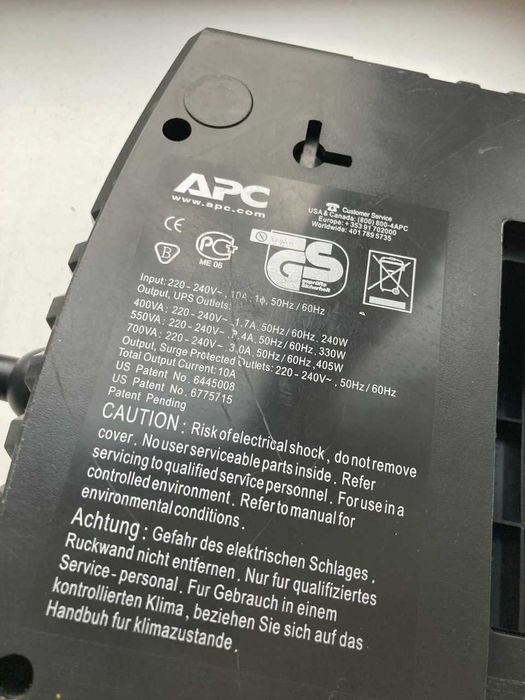 APC
www.apc.com
Customer Service
USA & Canada: (800) 800-4APC
Europe: +353 91 702000
Worldwide: 401 789 5735
CE
B
PC
ME 06
GS
geprüfte
Sicherheit
Input: 220 - 240V~, 10A, 1ϕ, 50Hz / 60Hz
Output, UPS Outlets:
400VA: 220 - 240V~, 1.7A, 50Hz / 60Hz, 240W
550VA: 220 - 240V~, 2.4A, 50Hz / 60Hz, 330W
700VA: 220 - 240V~, 3.0A, 50Hz / 60Hz, 405W
Output, Surge Protected Outlets: 220 - 240V~, 50Hz / 60Hz
Total Output Current: 10A
US Patent No. 6445008
US Patent No. 6775715
Patent Pending
CAUTION: Risk of electrical shock, do not remove
cover. No user serviceable parts inside. Refer
servicing to qualified service personnel. For use in a
controlled environment. Refer to manual for
environmental conditions.
Achtung: Gefahr des elektrischen Schlages.
Ruckwand nicht entfernen. Nur fur qualifiziertes
Service - personal. Fur Gebrauch in einem
kontrollierten Klima, beziehen Sie sich auf das
Handbuh fur klimazustande.